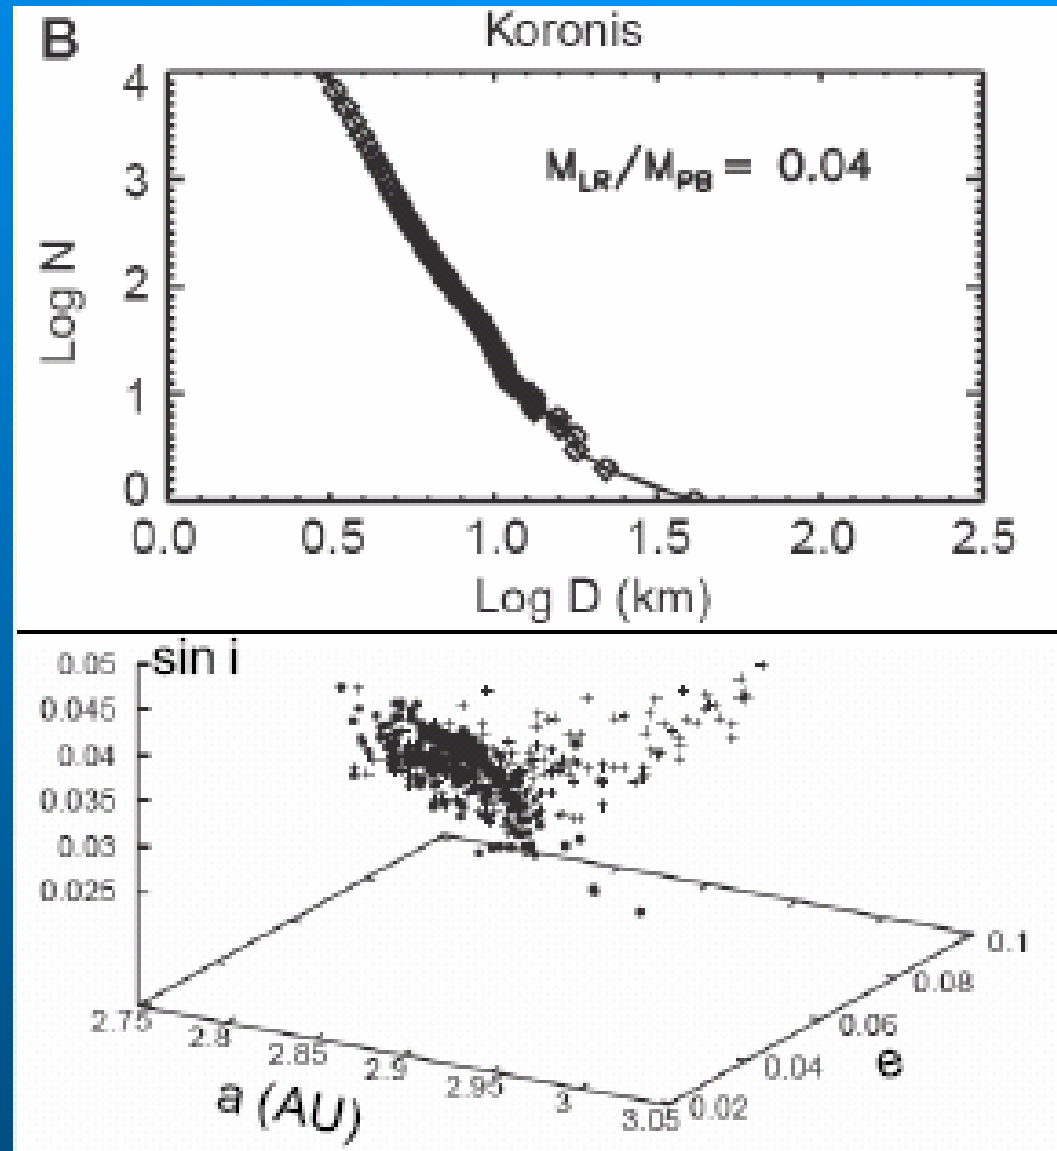 B
Koronis
4
3
2
1
0
Log N
M_LR/M_PB = 0.04
0.0 0.5 1.0 1.5 2.0 2.5
Log D (km)
sin i
0.05
0.045
0.04
0.035
0.03
0.025
2.75 2.8 2.85 2.9 2.95 3 3.05
a (AU)
0.02 0.04 0.06 0.08 0.1
e